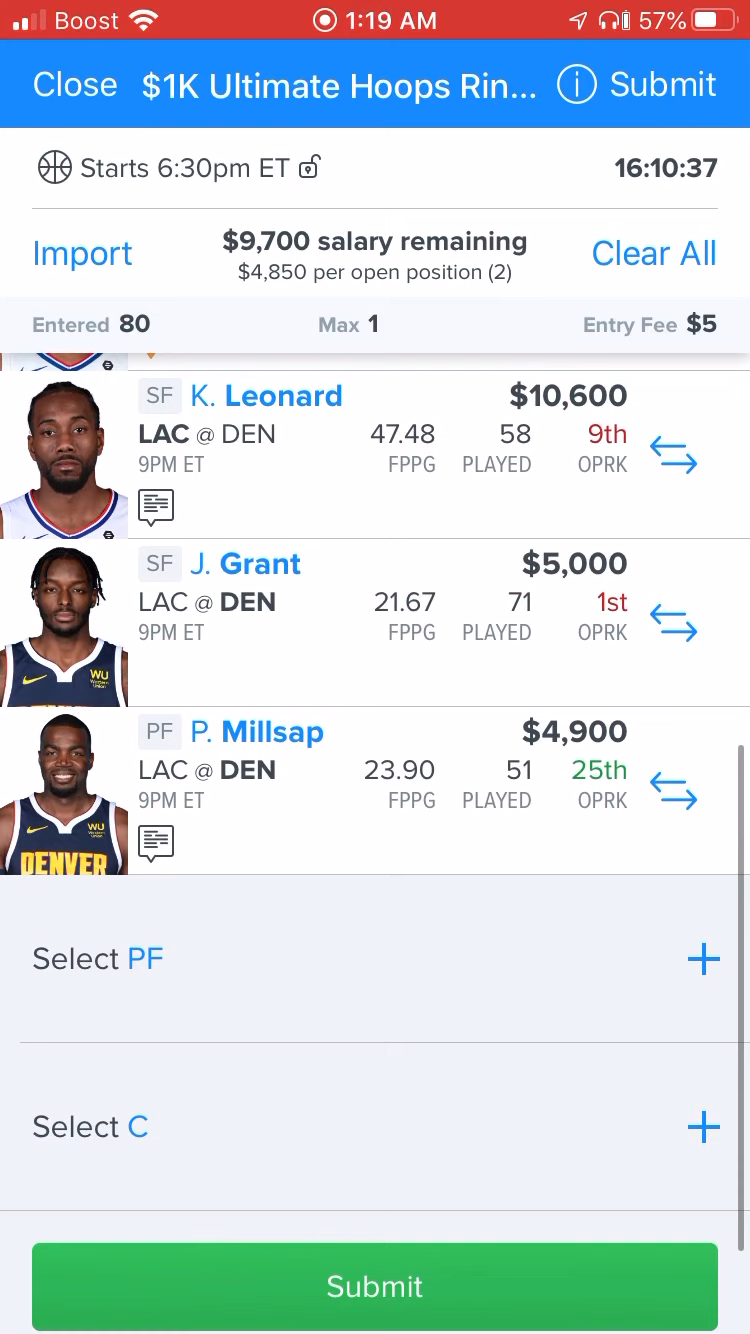 Boost 1:19 AM 57%
Close $1K Ultimate Hoops Rin... Submit
Starts 6:30pm ET 16:10:37
Import $9,700 salary remaining Clear All
$4,850 per open position (2)
Entered 80 Max 1 Entry Fee $5
SF K. Leonard $10,600
LAC @ DEN 47.48 58 9th
9PM ET FPPG PLAYED OPRK
SF J. Grant $5,000
LAC @ DEN 21.67 71 1st
9PM ET FPPG PLAYED OPRK
WU
Western Union
PF P. Millsap $4,900
LAC @ DEN 23.90 51 25th
9PM ET FPPG PLAYED OPRK
WU
Western Union
DENVER
Select PF
Select C
Submit